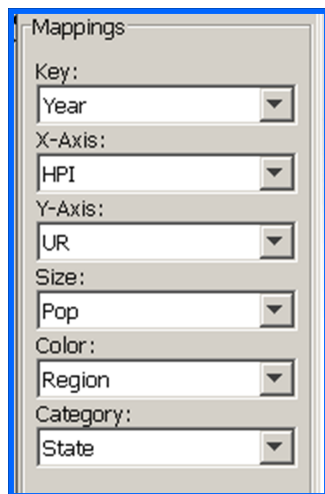 Mappings
Key:
Year
X-Axis:
HPI
Y-Axis:
UR
Size:
Pop
Color:
Region
Category:
State